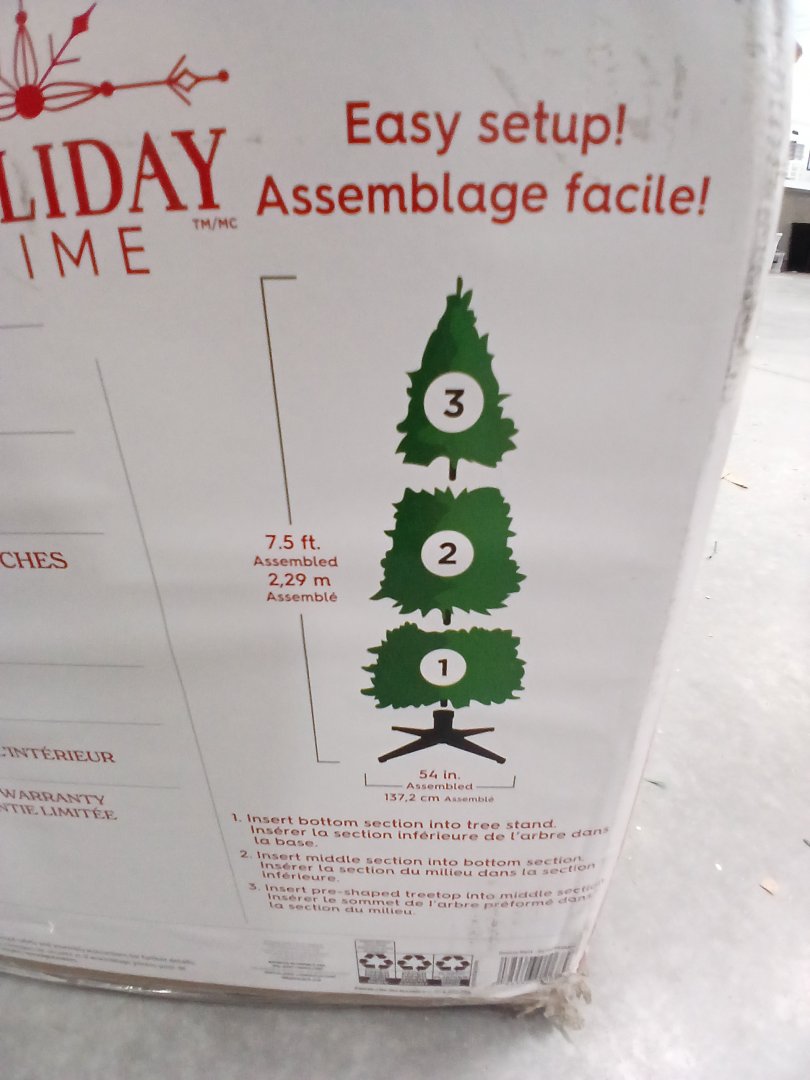 LIDAY
IME
TM/MC
Easy setup!
Assemblage facile!
3
2
1
7.5 ft.
Assembled
2,29 m
Assemblé
54 in.
Assembled
137,2 cm Assemblé
CHES
L'INTÉRIEUR
WARRANTY
NTIE LIMITÉE
1. Insert bottom section into tree stand.
Insérer la section inférieure de l'arbre dans
la base.
2. Insert middle section into bottom section.
Insérer la section du milieu dans la section
inférieure.
3. Insert pre-shaped treetop into middle section
Insérer le sommet de l'arbre préformé dans
la section du milieu.